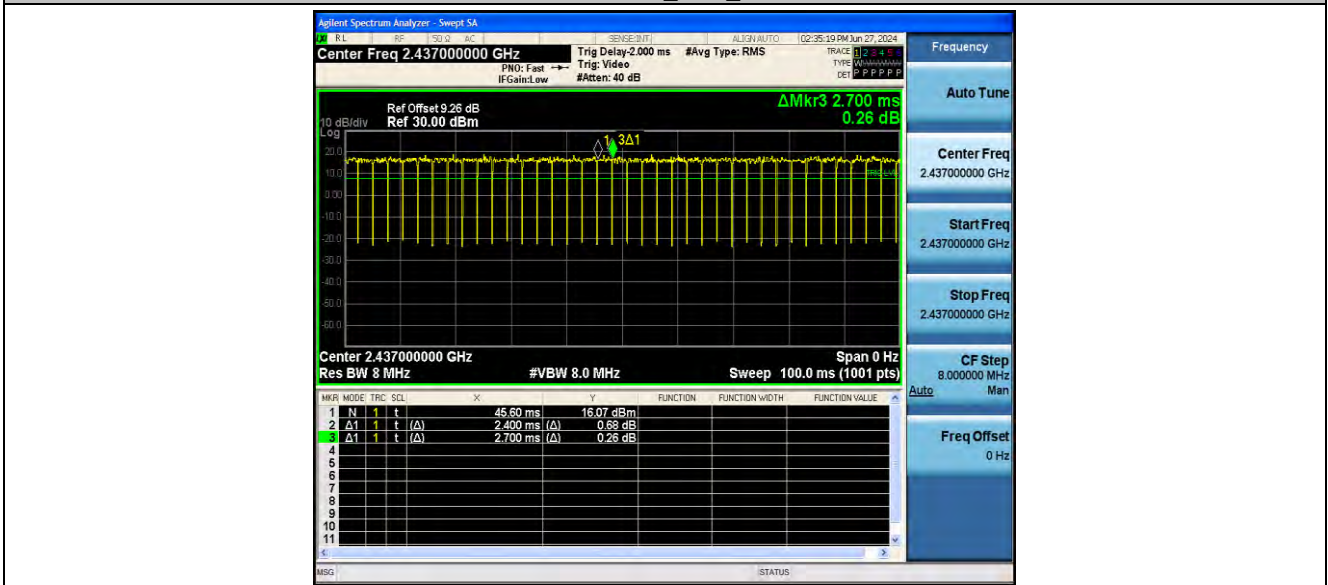 Agilent Spectrum Analyzer - Swept SA
RL RF 50 Ω AC SENSE:INT ALIGN AUTO 02:35:19 PM Jun 27, 2024
Center Freq 2.437000000 GHz Trig Delay-2.000 ms #Avg Type: RMS TRACE 1 2 3 4 5 6
PNO: Fast Trig: Video TYPE W
IFGain:Low #Atten: 40 dB DET P P P P P P
Frequency
Auto Tune
Center Freq
2.437000000 GHz
Start Freq
2.437000000 GHz
Stop Freq
2.437000000 GHz
CF Step
8.000000 MHz
Auto Man
Freq Offset
0 Hz
ΔMkr3 2.700 ms
0.26 dB
Ref Offset 9.26 dB
10 dB/div Ref 30.00 dBm
Log
1 3Δ1
20.0
10.0
TRIG LVL
0.00
-10.0
-20.0
-30.0
-40.0
-50.0
-60.0
Center 2.437000000 GHz Span 0 Hz
Res BW 8 MHz #VBW 8.0 MHz Sweep 100.0 ms (1001 pts)
MKR MODE TRC SCL X Y FUNCTION FUNCTION WIDTH FUNCTION VALUE
1 N 1 t 45.60 ms 16.07 dBm
2 Δ1 1 t (Δ) 2.400 ms (Δ) 0.68 dB
3 Δ1 1 t (Δ) 2.700 ms (Δ) 0.26 dB
4
5
6
7
8
9
10
11
MSG STATUS